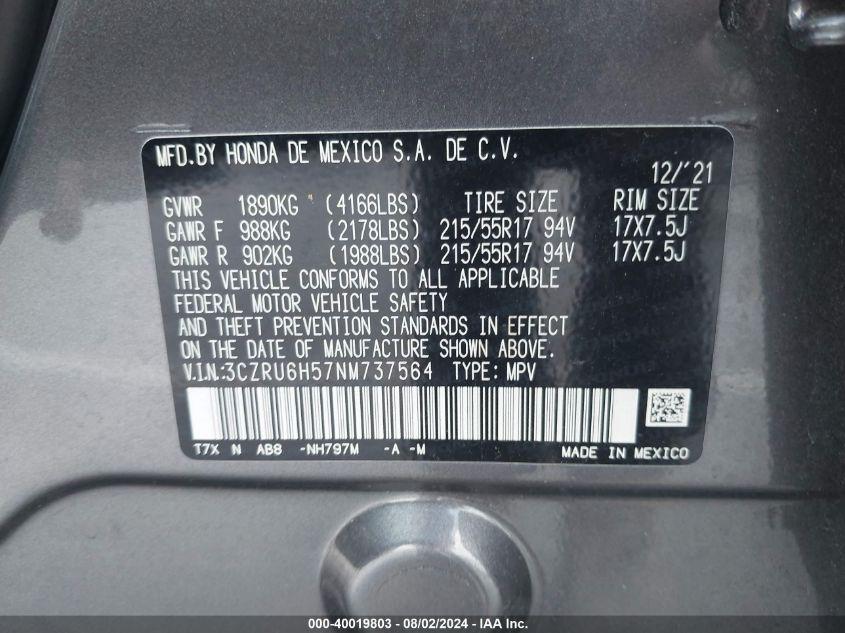 MFD.BY HONDA DE MEXICO S.A. DE C.V.
12/'21
GVWR 1890KG (4166LBS) TIRE SIZE RIM SIZE
GAWR F 988KG (2178LBS) 215/55R17 94V 17X7.5J
GAWR R 902KG (1988LBS) 215/55R17 94V 17X7.5J
THIS VEHICLE CONFORMS TO ALL APPLICABLE
FEDERAL MOTOR VEHICLE SAFETY
AND THEFT PREVENTION STANDARDS IN EFFECT
ON THE DATE OF MANUFACTURE SHOWN ABOVE.
V.I.N.:3CZRU6H57NM737564 TYPE: MPV
T7X N AB8 -NH797M -A -M MADE IN MEXICO
000-40019803 - 08/02/2024 - IAA Inc.